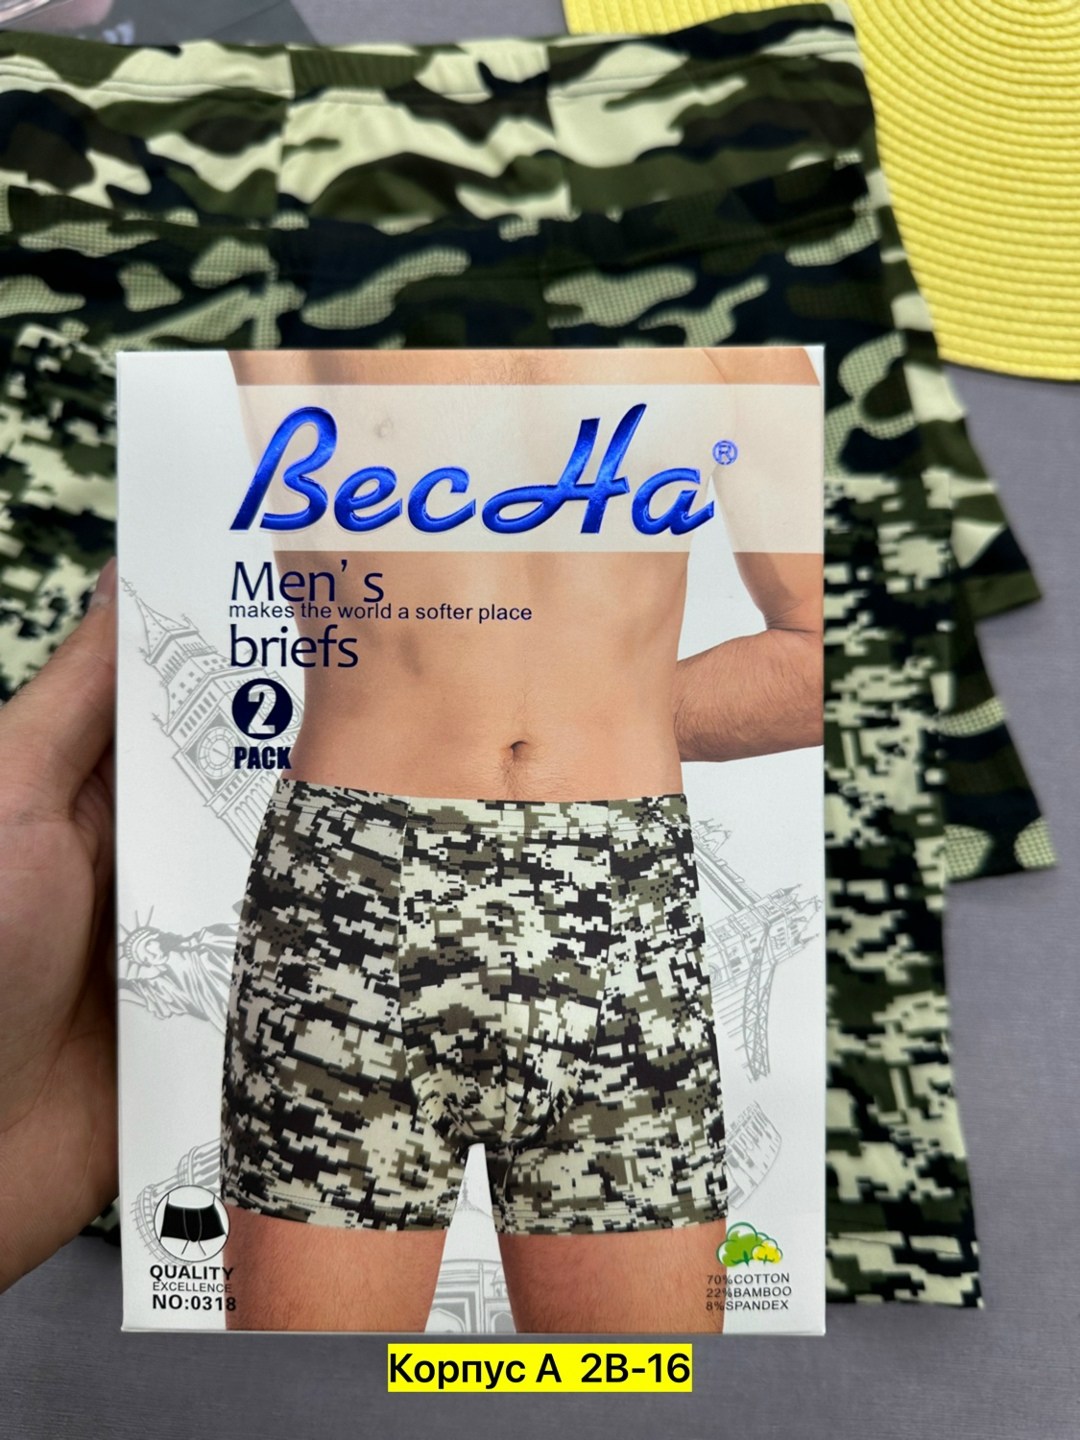 ВесНа®
Men's
makes the world a softer place
briefs
2
PACK
QUALITY
EXCELLENCE
NO:0318
70%COTTON
22%BAMBOO
8%SPANDEX
Корпус А 2В-16